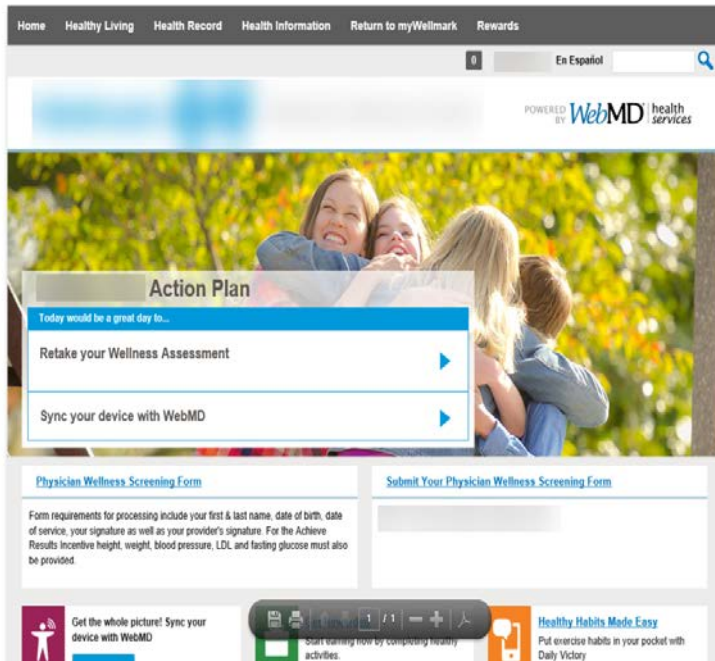 Home Healthy Living Health Record Health Information Return to myWellmark Rewards
0 En Español
POWERED BY WebMD health services
Action Plan
Today would be a great day to...
Retake your Wellness Assessment
Sync your device with WebMD
Physician Wellness Screening Form
Submit Your Physician Wellness Screening Form
Form requirements for processing include your first & last name, date of birth, date
of service, your signature as well as your provider's signature. For the Achieve
Results Incentive height, weight, blood pressure, LDL and fasting glucose must also
be provided.
Get the whole picture! Sync your
device with WebMD
1 / 1
Start earning now by completing healthy
activities.
Healthy Habits Made Easy
Put exercise habits in your pocket with
Daily Victory